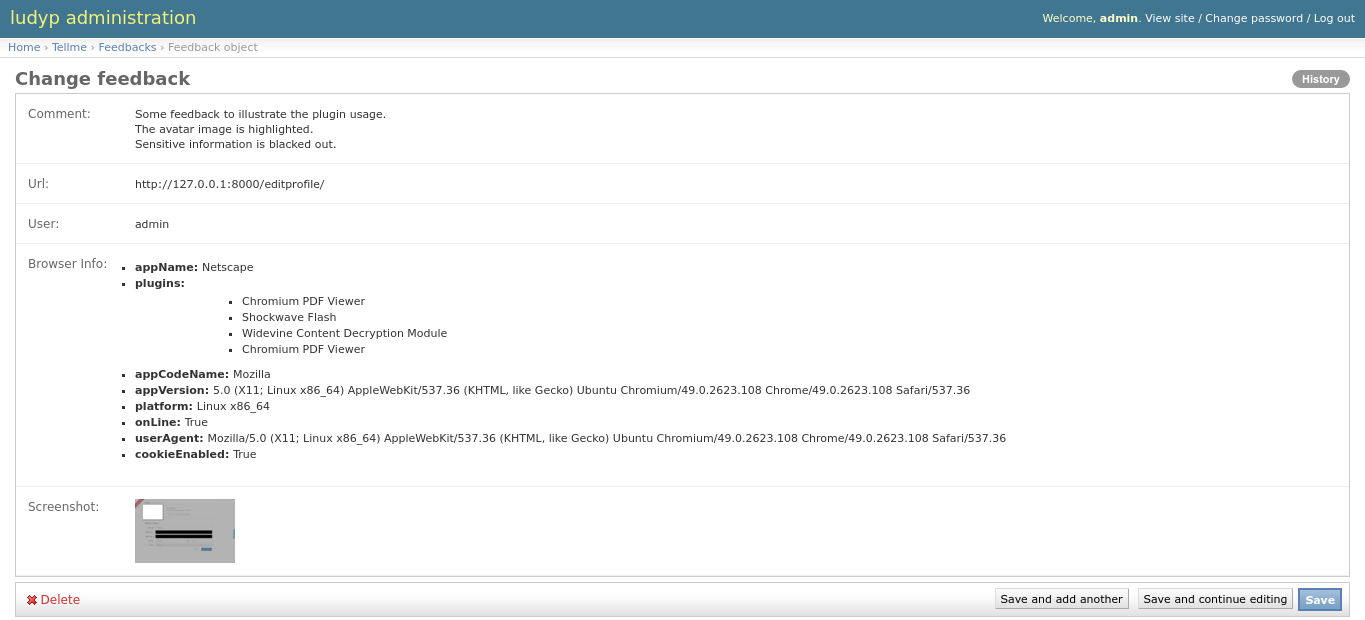 ludyp administration
Welcome, admin. View site / Change password / Log out
Home › Tellme › Feedbacks › Feedback object
Change feedback
History
Comment:
Some feedback to illustrate the plugin usage.
The avatar image is highlighted.
Sensitive information is blacked out.
Url:
http://127.0.0.1:8000/editprofile/
User:
admin
Browser Info:
appName: Netscape
plugins:
Chromium PDF Viewer
Shockwave Flash
Widevine Content Decryption Module
Chromium PDF Viewer
appCodeName: Mozilla
appVersion: 5.0 (X11; Linux x86_64) AppleWebKit/537.36 (KHTML, like Gecko) Ubuntu Chromium/49.0.2623.108 Chrome/49.0.2623.108 Safari/537.36
platform: Linux x86_64
onLine: True
userAgent: Mozilla/5.0 (X11; Linux x86_64) AppleWebKit/537.36 (KHTML, like Gecko) Ubuntu Chromium/49.0.2623.108 Chrome/49.0.2623.108 Safari/537.36
cookieEnabled: True
Screenshot:
Delete
Save and add another
Save and continue editing
Save